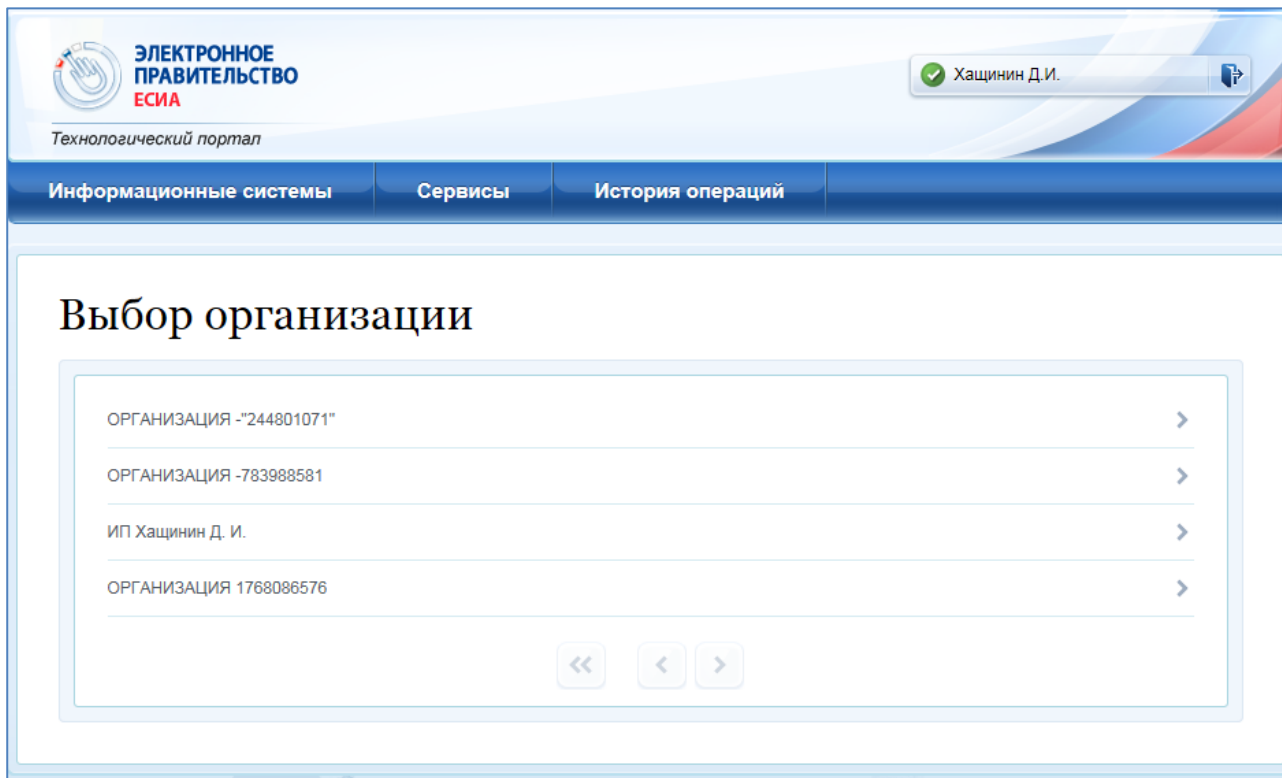 ЭЛЕКТРОННОЕ
ПРАВИТЕЛЬСТВО
ЕСИА
Хащинин Д.И.
Технологический портал
Информационные системы Сервисы История операций
Выбор организации
ОРГАНИЗАЦИЯ -"244801071"
ОРГАНИЗАЦИЯ -783988581
ИП Хащинин Д. И.
ОРГАНИЗАЦИЯ 1768086576